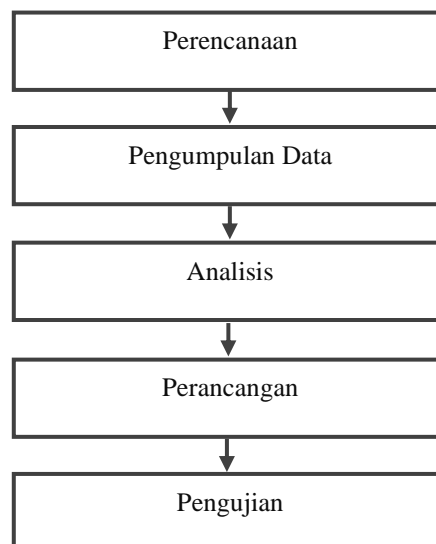 Perencanaan
Pengumpulan Data
Analisis
Perancangan
Pengujian